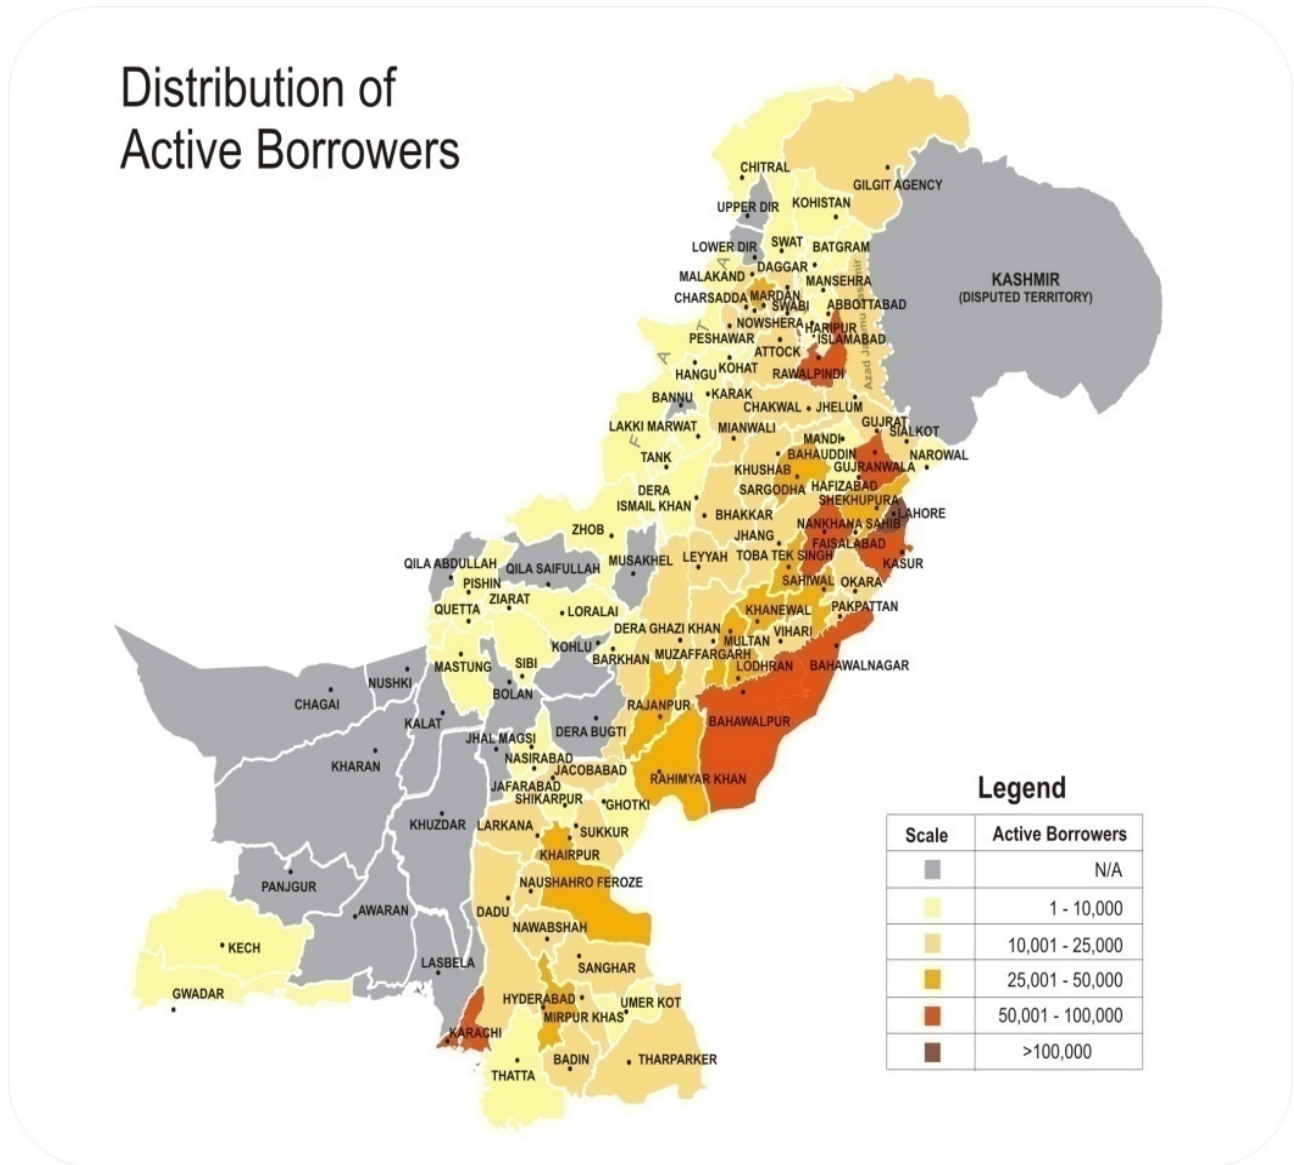 Distribution of
Active Borrowers
CHITRAL
GILGIT AGENCY
UPPER DIR
KOHISTAN
LOWER DIR
SWAT
BATGRAM
DAGGAR
MALAKAND
MANSEHRA
KASHMIR
(DISPUTED TERRITORY)
CHARSADDA
MARDAN
SWABI
ABBOTTABAD
NOWSHERA
HARIPUR
PESHAWAR
ISLAMABAD
ATTOCK
F A T A
KOHAT
HANGU
RAWALPINDI
KARAK
BANNU
CHAKWAL
JHELUM
LAKKI MARWAT
MIANWALI
GUJRAT
SIALKOT
MANDI
BAHAUDDIN
NAROWAL
TANK
KHUSHAB
GUJRANWALA
DERA
ISMAIL KHAN
SARGODHA
HAFIZABAD
SHEKHUPURA
BHAKKAR
LAHORE
NANKHANA SAHIB
ZHOB
JHANG
FAISALABAD
QILA ABDULLAH
QILA SAIFULLAH
MUSAKHEL
LEYYAH
TOBA TEK SINGH
KASUR
PISHIN
SAHIWAL
OKARA
ZIARAT
QUETTA
LORALAI
KHANEWAL
PAKPATTAN
DERA GHAZI KHAN
VIHARI
MULTAN
KOHLU
BARKHAN
MUZAFFARGARH
MASTUNG
SIBI
LODHRAN
BAHAWALNAGAR
NUSHKI
BOLAN
CHAGAI
RAJANPUR
KALAT
BAHAWALPUR
DERA BUGTI
JHAL MAGSI
NASIRABAD
KHARAN
JACOBABAD
RAHIMYAR KHAN
JAFARABAD
SHIKARPUR
GHOTKI
KHUZDAR
LARKANA
SUKKUR
KHAIRPUR
PANJGUR
NAUSHAHRO FEROZE
AWARAN
DADU
NAWABSHAH
KECH
LASBELA
SANGHAR
GWADAR
HYDERABAD
UMER KOT
MIRPUR KHAS
KARACHI
BADIN
THARPARKER
THATTA
Legend
Scale Active Borrowers
N/A
1 - 10,000
10,001 - 25,000
25,001 - 50,000
50,001 - 100,000
>100,000